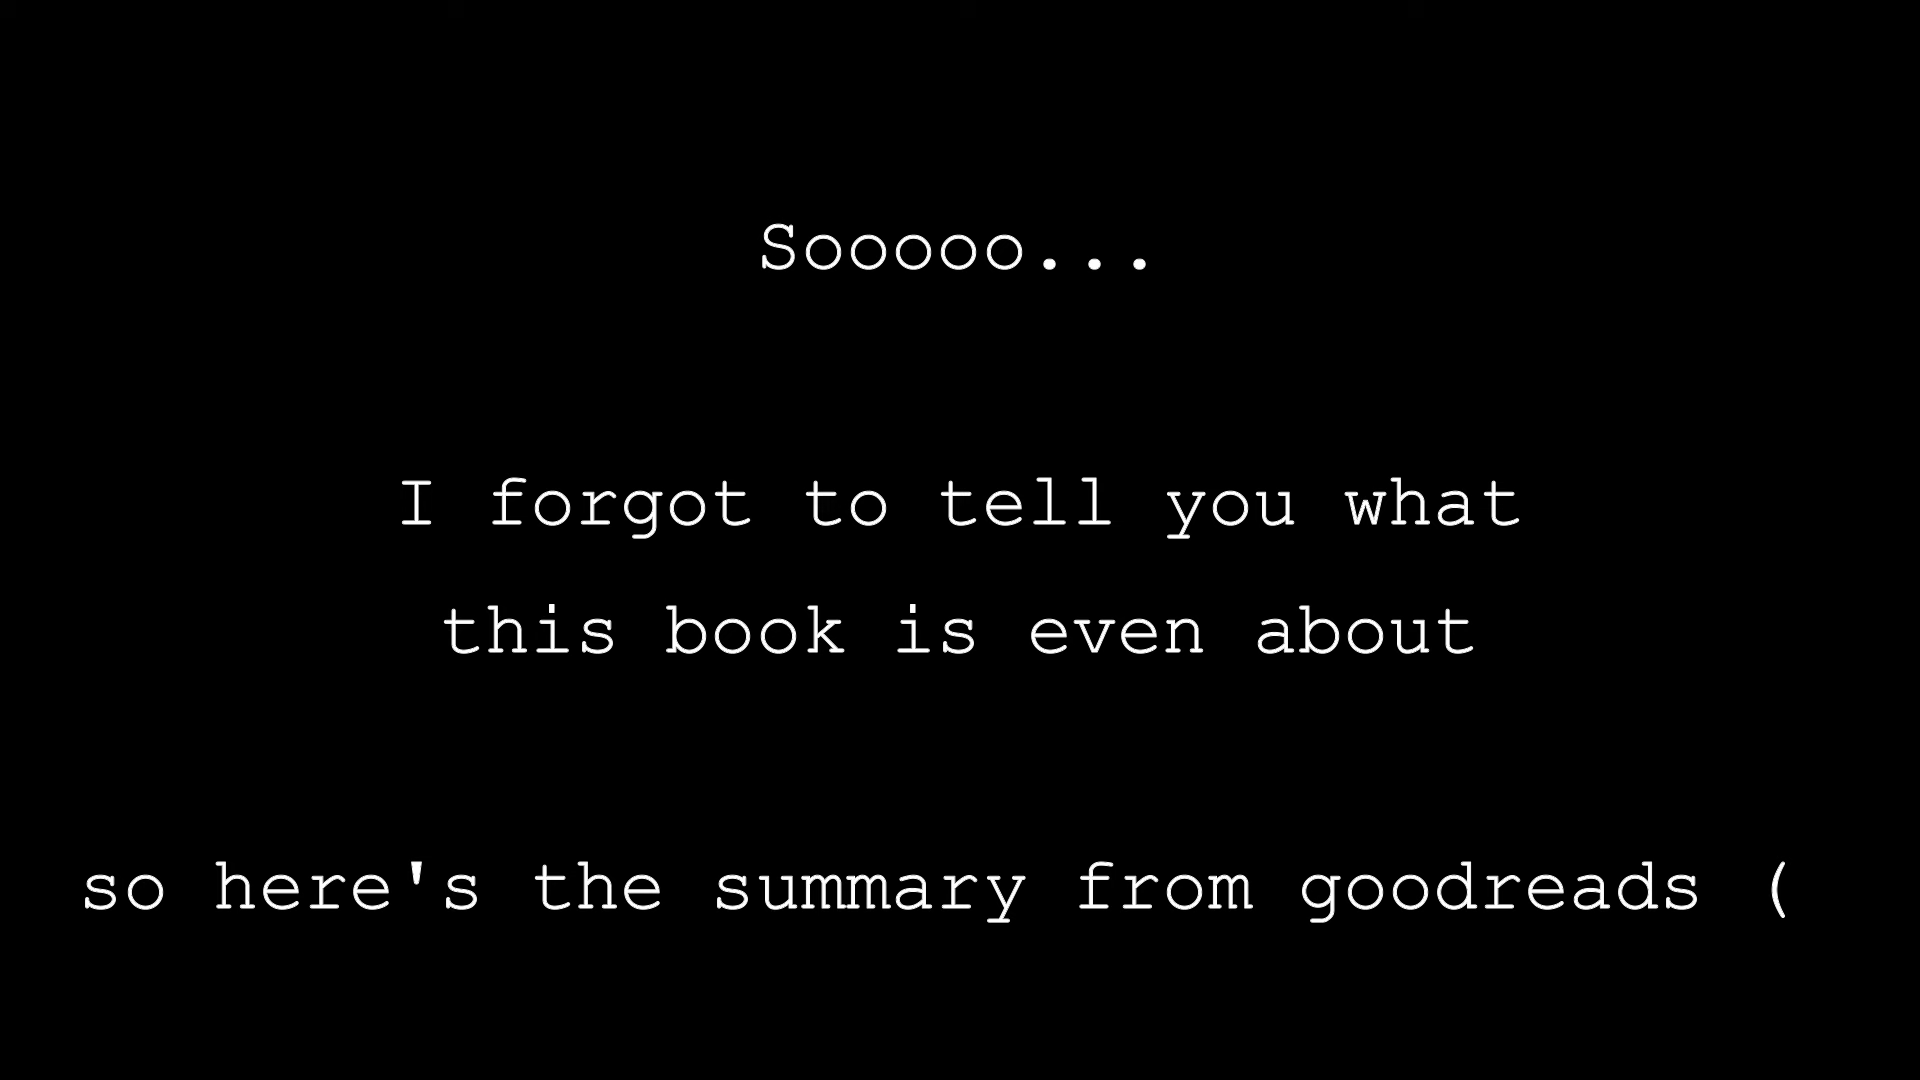 Sooooo...
I forgot to tell you what
this book is even about
so here's the summary from goodreads (